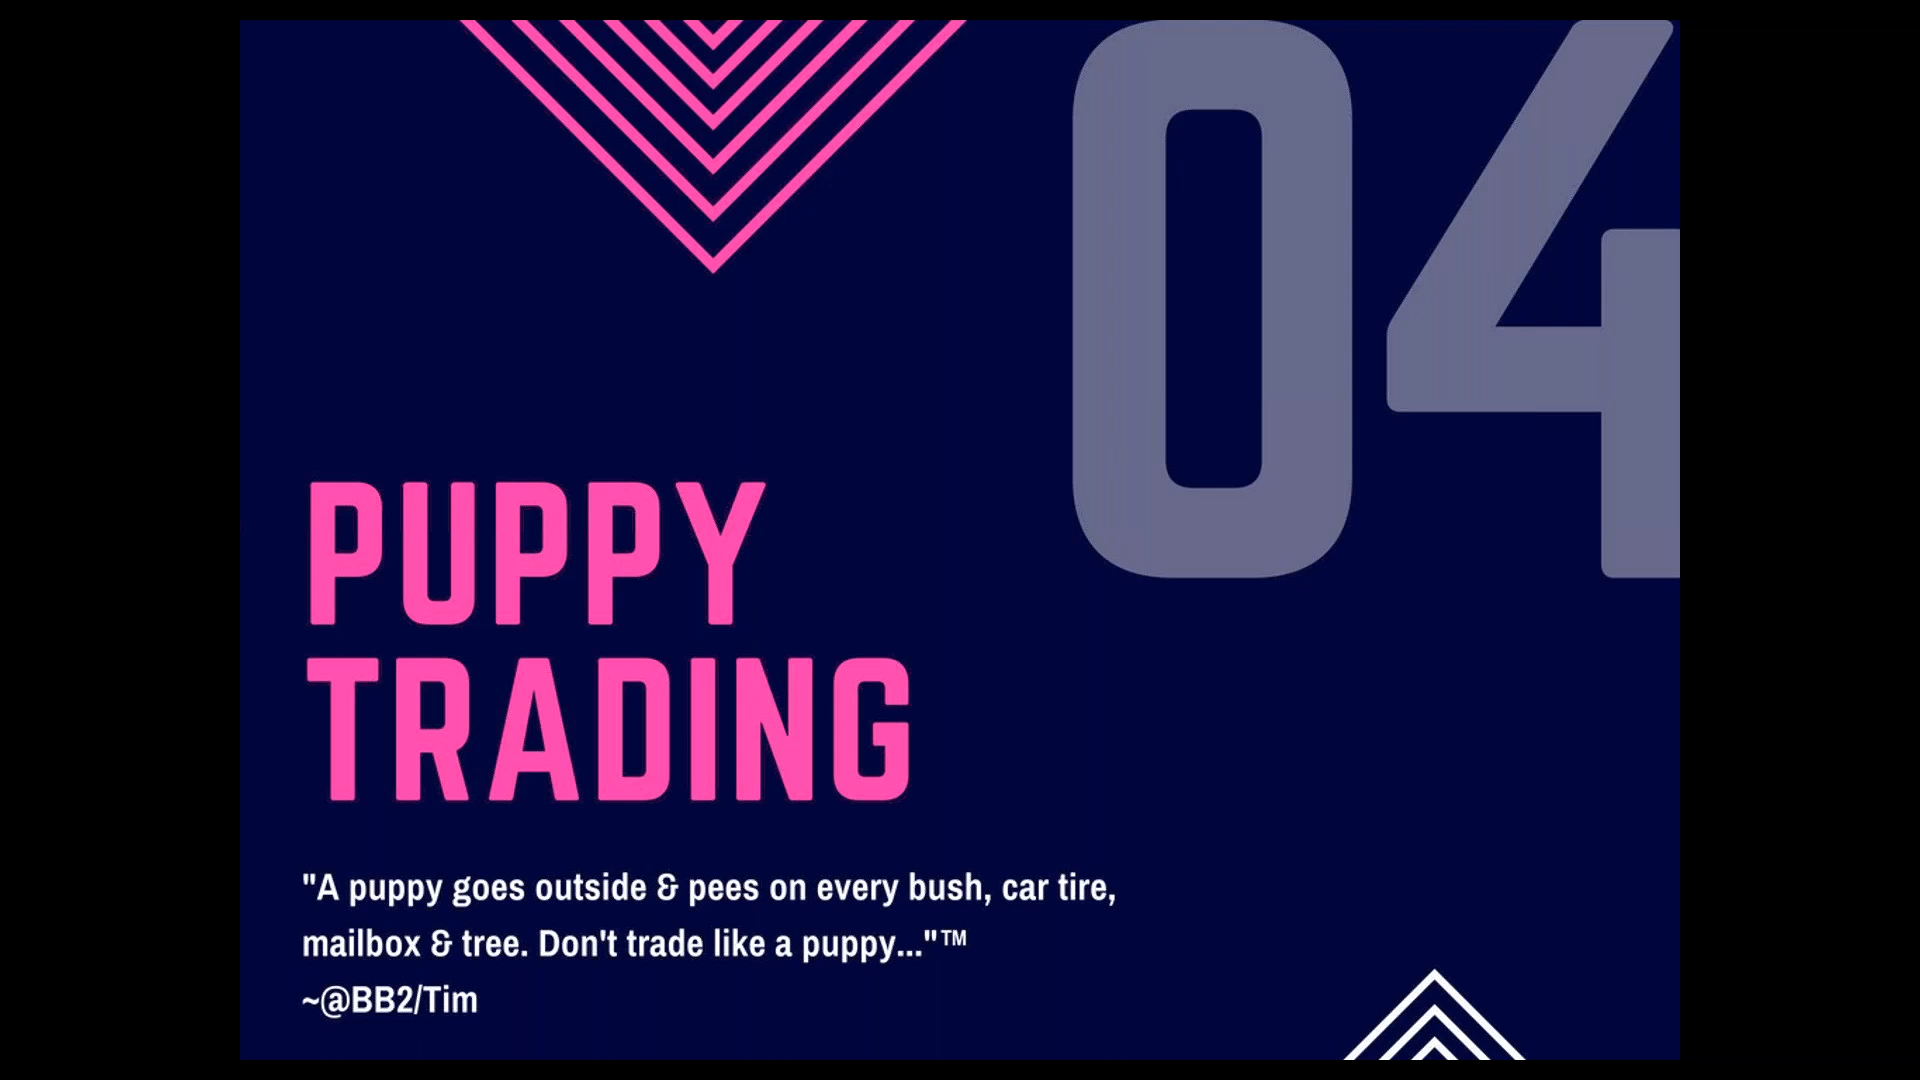 04
PUPPY
TRADING
"A puppy goes outside & pees on every bush, car tire,
mailbox & tree. Don't trade like a puppy..."™
~@BB2/Tim